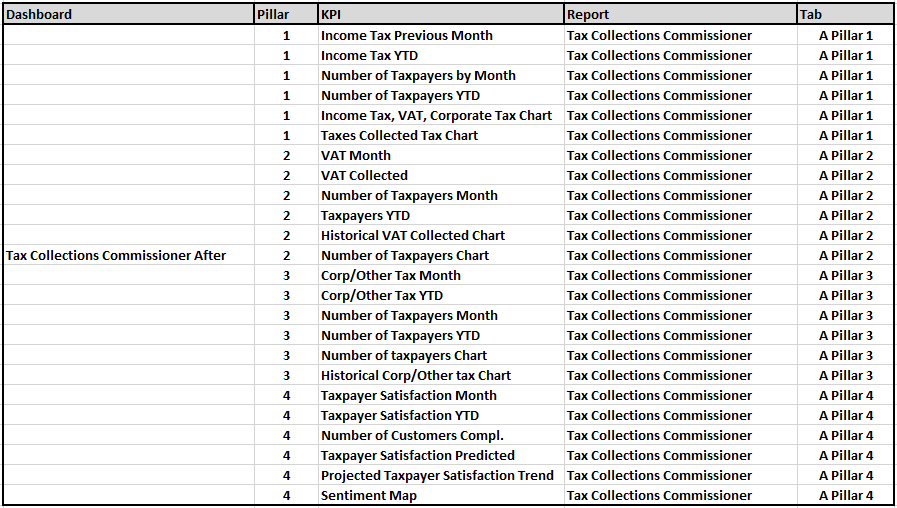 Dashboard Pillar KPI Report Tab
1 Income Tax Previous Month Tax Collections Commissioner A Pillar 1
1 Income Tax YTD Tax Collections Commissioner A Pillar 1
1 Number of Taxpayers by Month Tax Collections Commissioner A Pillar 1
1 Number of Taxpayers YTD Tax Collections Commissioner A Pillar 1
1 Income Tax, VAT, Corporate Tax Chart Tax Collections Commissioner A Pillar 1
1 Taxes Collected Tax Chart Tax Collections Commissioner A Pillar 1
2 VAT Month Tax Collections Commissioner A Pillar 2
2 VAT Collected Tax Collections Commissioner A Pillar 2
2 Number of Taxpayers Month Tax Collections Commissioner A Pillar 2
2 Taxpayers YTD Tax Collections Commissioner A Pillar 2
2 Historical VAT Collected Chart Tax Collections Commissioner A Pillar 2
Tax Collections Commissioner After 2 Number of Taxpayers Chart Tax Collections Commissioner A Pillar 2
3 Corp/Other Tax Month Tax Collections Commissioner A Pillar 3
3 Corp/Other Tax YTD Tax Collections Commissioner A Pillar 3
3 Number of Taxpayers Month Tax Collections Commissioner A Pillar 3
3 Number of Taxpayers YTD Tax Collections Commissioner A Pillar 3
3 Number of taxpayers Chart Tax Collections Commissioner A Pillar 3
3 Historical Corp/Other tax Chart Tax Collections Commissioner A Pillar 3
4 Taxpayer Satisfaction Month Tax Collections Commissioner A Pillar 4
4 Taxpayer Satisfaction YTD Tax Collections Commissioner A Pillar 4
4 Number of Customers Compl. Tax Collections Commissioner A Pillar 4
4 Taxpayer Satisfaction Predicted Tax Collections Commissioner A Pillar 4
4 Projected Taxpayer Satisfaction Trend Tax Collections Commissioner A Pillar 4
4 Sentiment Map Tax Collections Commissioner A Pillar 4